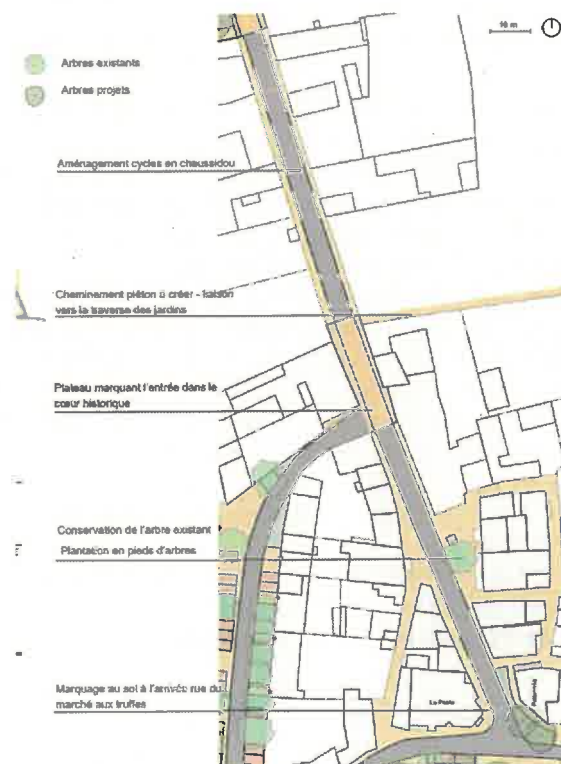 10 m
Arbres existants
Arbres projets
Aménagement cycles en chaussidou
Cheminement piéton à créer - liaison
vers la traverse des jardins
Plateau marquant l'entrée dans le
cœur historique
Conservation de l'arbre existant
Plantation en pieds d'arbres
Marquage au sol à l'arrivée rue du
marché aux truffes
La Poste